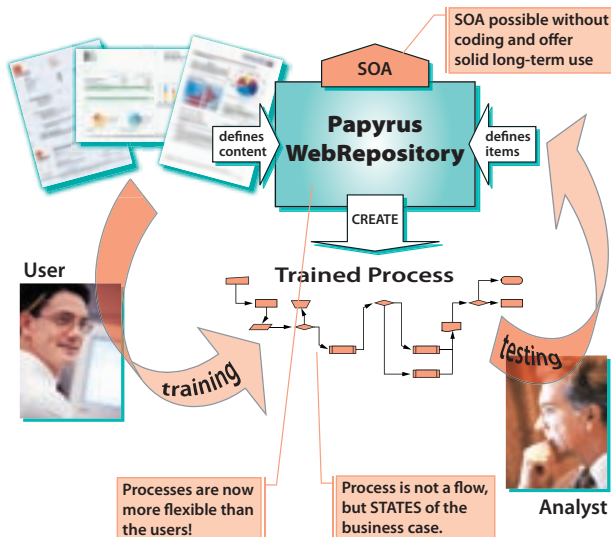 SOA possible without
coding and offer
solid long-term use
SOA
defines
content
Papyrus
WebRepository
defines
items
CREATE
User
Trained Process
training
testing
Processes are now
more flexible than
the users!
Process is not a flow,
but STATES of the
business case.
Analyst